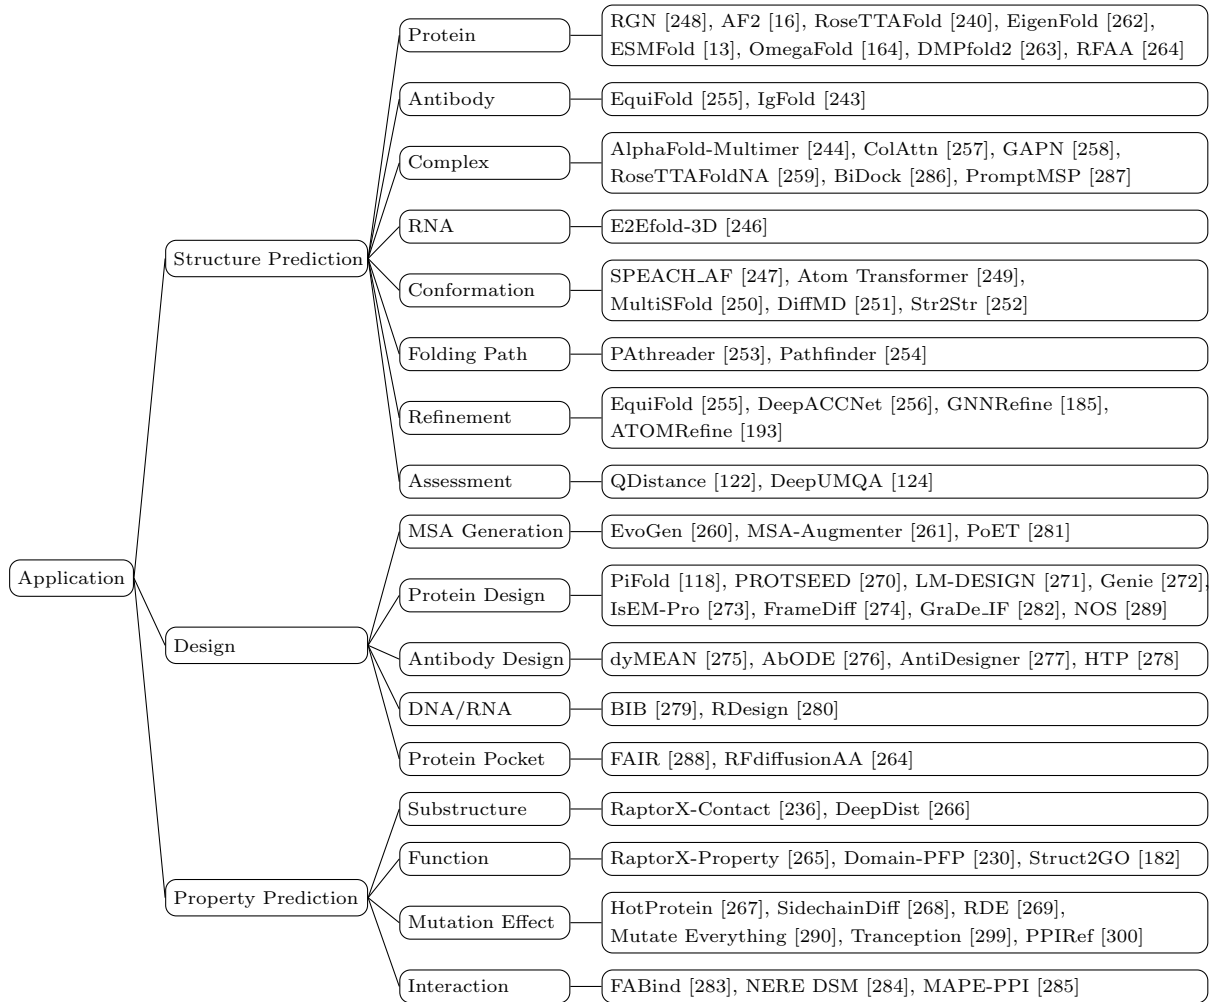 Application
Structure Prediction
Protein
RGN [248], AF2 [16], RoseTTAFold [240], EigenFold [262],
ESMFold [13], OmegaFold [164], DMPfold2 [263], RFAA [264]
Antibody
EquiFold [255], IgFold [243]
Complex
AlphaFold-Multimer [244], ColAttn [257], GAPN [258],
RoseTTAFoldNA [259], BiDock [286], PromptMSP [287]
RNA
E2Efold-3D [246]
Conformation
SPEACH_AF [247], Atom Transformer [249],
MultiSFold [250], DiffMD [251], Str2Str [252]
Folding Path
PAthreader [253], Pathfinder [254]
Refinement
EquiFold [255], DeepACCNet [256], GNNRefine [185],
ATOMRefine [193]
Assessment
QDistance [122], DeepUMQA [124]
Design
MSA Generation
EvoGen [260], MSA-Augmenter [261], PoET [281]
Protein Design
PiFold [118], PROTSEED [270], LM-DESIGN [271], Genie [272],
IsEM-Pro [273], FrameDiff [274], GraDe_IF [282], NOS [289]
Antibody Design
dyMEAN [275], AbODE [276], AntiDesigner [277], HTP [278]
DNA/RNA
BIB [279], RDesign [280]
Protein Pocket
FAIR [288], RFdiffusionAA [264]
Property Prediction
Substructure
RaptorX-Contact [236], DeepDist [266]
Function
RaptorX-Property [265], Domain-PFP [230], Struct2GO [182]
Mutation Effect
HotProtein [267], SidechainDiff [268], RDE [269],
Mutate Everything [290], Tranception [299], PPIRef [300]
Interaction
FABind [283], NERE DSM [284], MAPE-PPI [285]